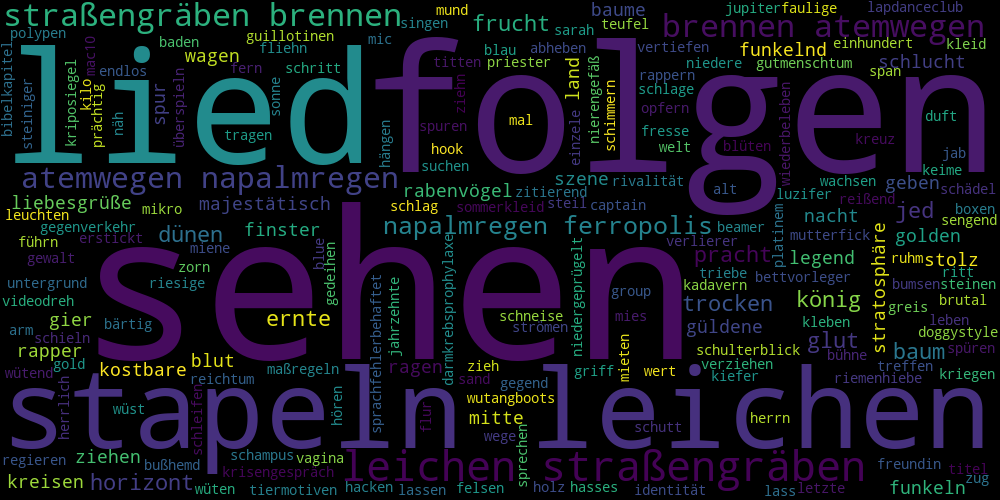 straßengräben brennen
singen mund frucht baume jupiter faulige lapdanceclub
polypen guillotinen teufel sarah brennen atemwegen
baden fliehn mic blau abheben vertiefen funkelnd einhundert kleid
wagen titten priester niedere gutmenschtum schlucht
lied folgen
bibelkapitel kriposiegel kilo mac10 endlos fern schritt ziehn land rappern span
steiniger prächtig spur überspielen sonne nierengefäß schimmern schlage opfern
näh tragen hängen spuren mal einzele fresse welt kreuz duft
hook blüten wiederbeleben jab
suchen keime
atemwegen napalmregen szene rivalität wachsen geben schädel
rabenvögel zitierend alt luzifer reißend
liebesgrüße majestätisch schlag sommerkleid steil captain nacht jed boxen
leuchten mikro sengend
gegenverkehr napalmregen ferropolis beamer platinem mutterfick golden
erstickt dünen finster verlierer ruhm stolz
führn miene blue pracht legend stratosphäre
gewalt zorn gedeihen triebe bettvorleger ritt
untergrund riesige kadavern bumsen steinen
sehen
videodreh group trocken könig greis brutal
gier bärtig ernte schneise mies güldene kleben leben
arm schieln jahrzehnte strömen niedergeprügelt glut doggystyle
rapper blut darmkrebsprophylaxe schulterblick bühne baum spüren
gold kostbare maßregeln ragen zieh griff mieten wert verziehen treffen kriegen
wütend reichtum sprachfehlerbehaftet sand gegend kiefer riemenhiebe
stapeln leichen
wüst herrlich schleifen hören flur wutangboots mitte herrn
wege sprechen schutt
regieren ziehen schampus vagina leichen straßengräben freundin titel
bußhemd krisengespräch
kreisen horizont wüten tiermotiven hacken lassen felsen holz hasses identität lass letzte funkeln zug